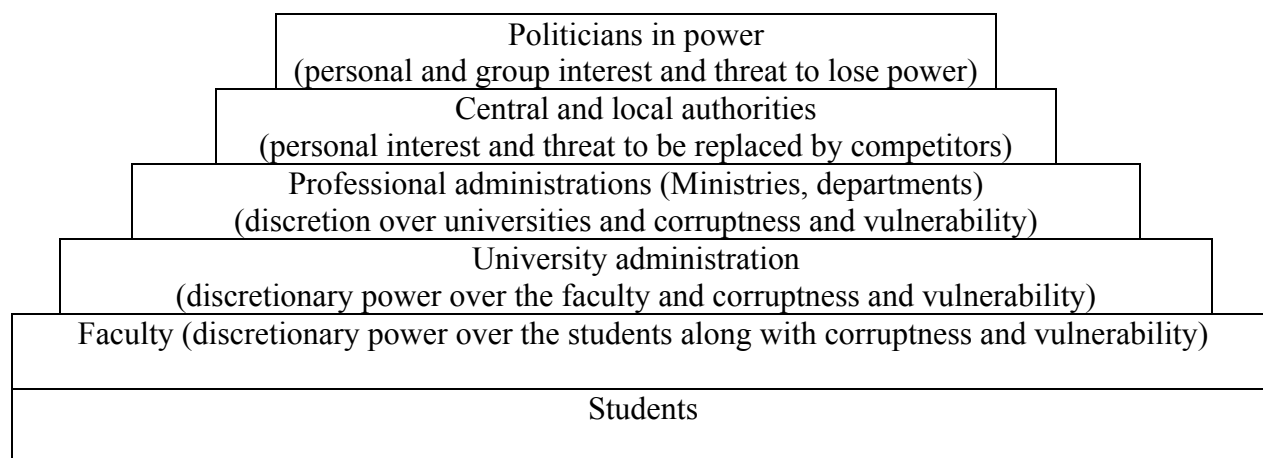 Politicians in power
(personal and group interest and threat to lose power)
Central and local authorities
(personal interest and threat to be replaced by competitors)
Professional administrations (Ministries, departments)
(discretion over universities and corruptness and vulnerability)
University administration
(discretionary power over the faculty and corruptness and vulnerability)
Faculty (discretionary power over the students along with corruptness and vulnerability)
Students